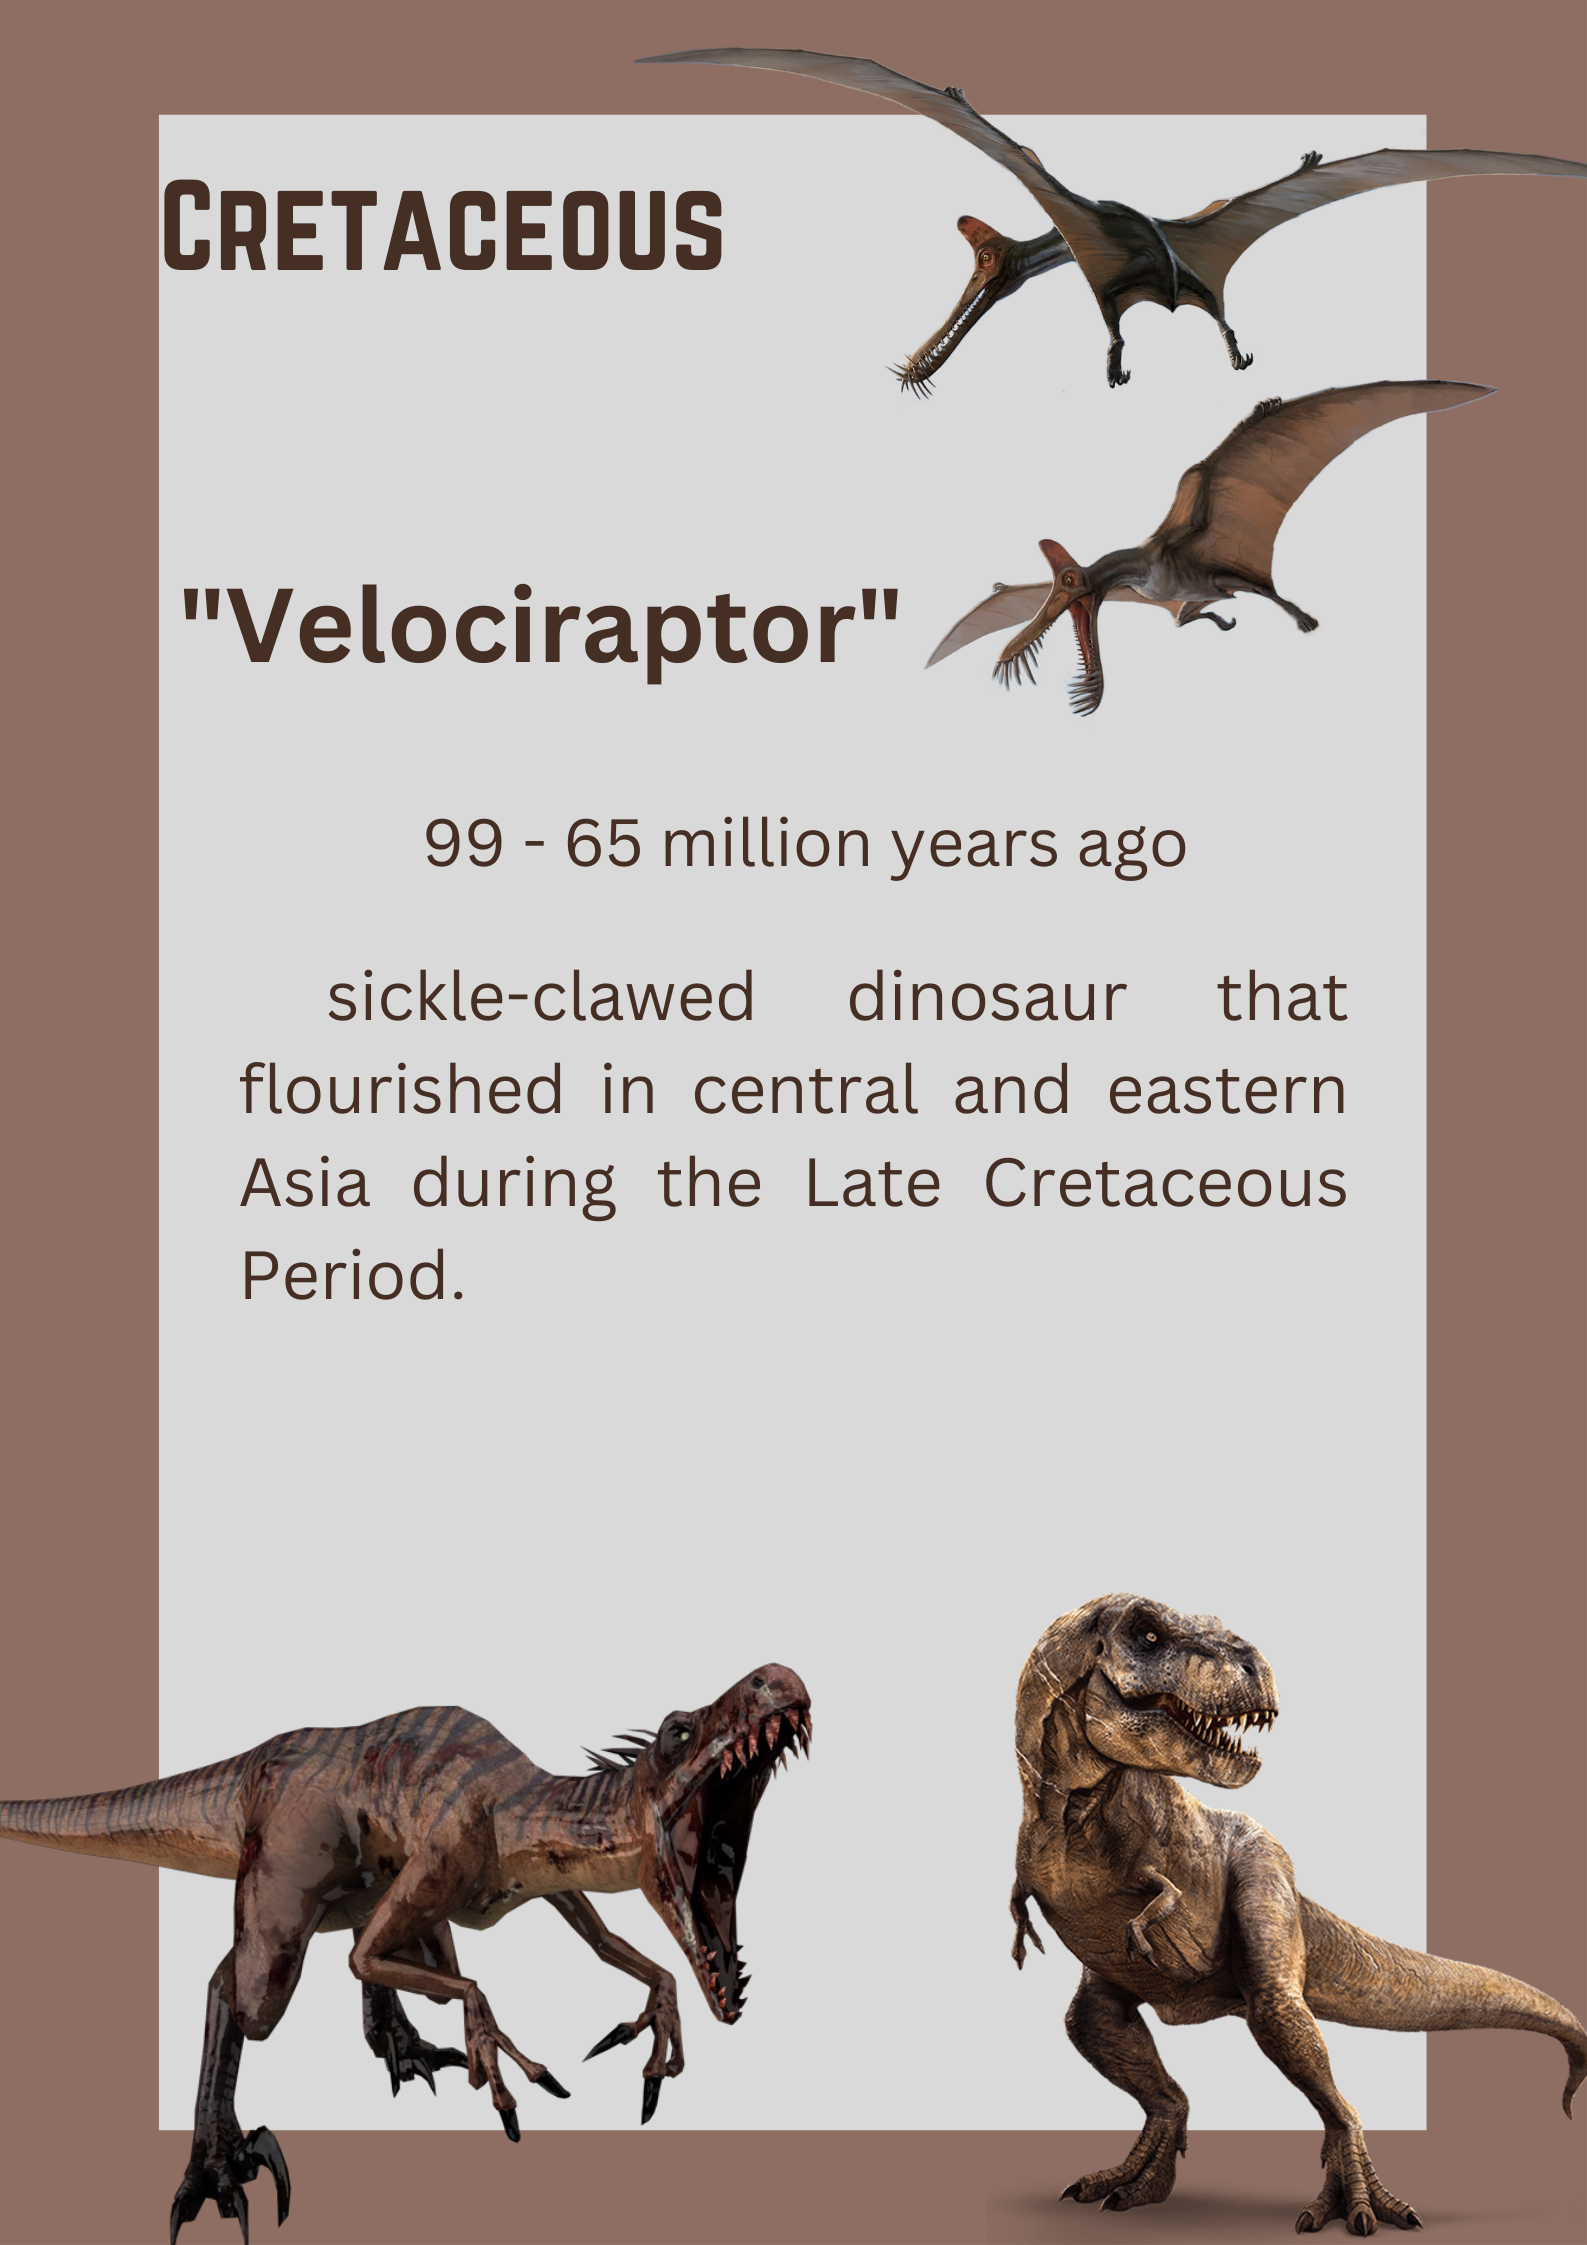 Cretaceous
"Velociraptor"
99 - 65 million years ago
sickle-clawed dinosaur that
flourished in central and eastern
Asia during the Late Cretaceous
Period.